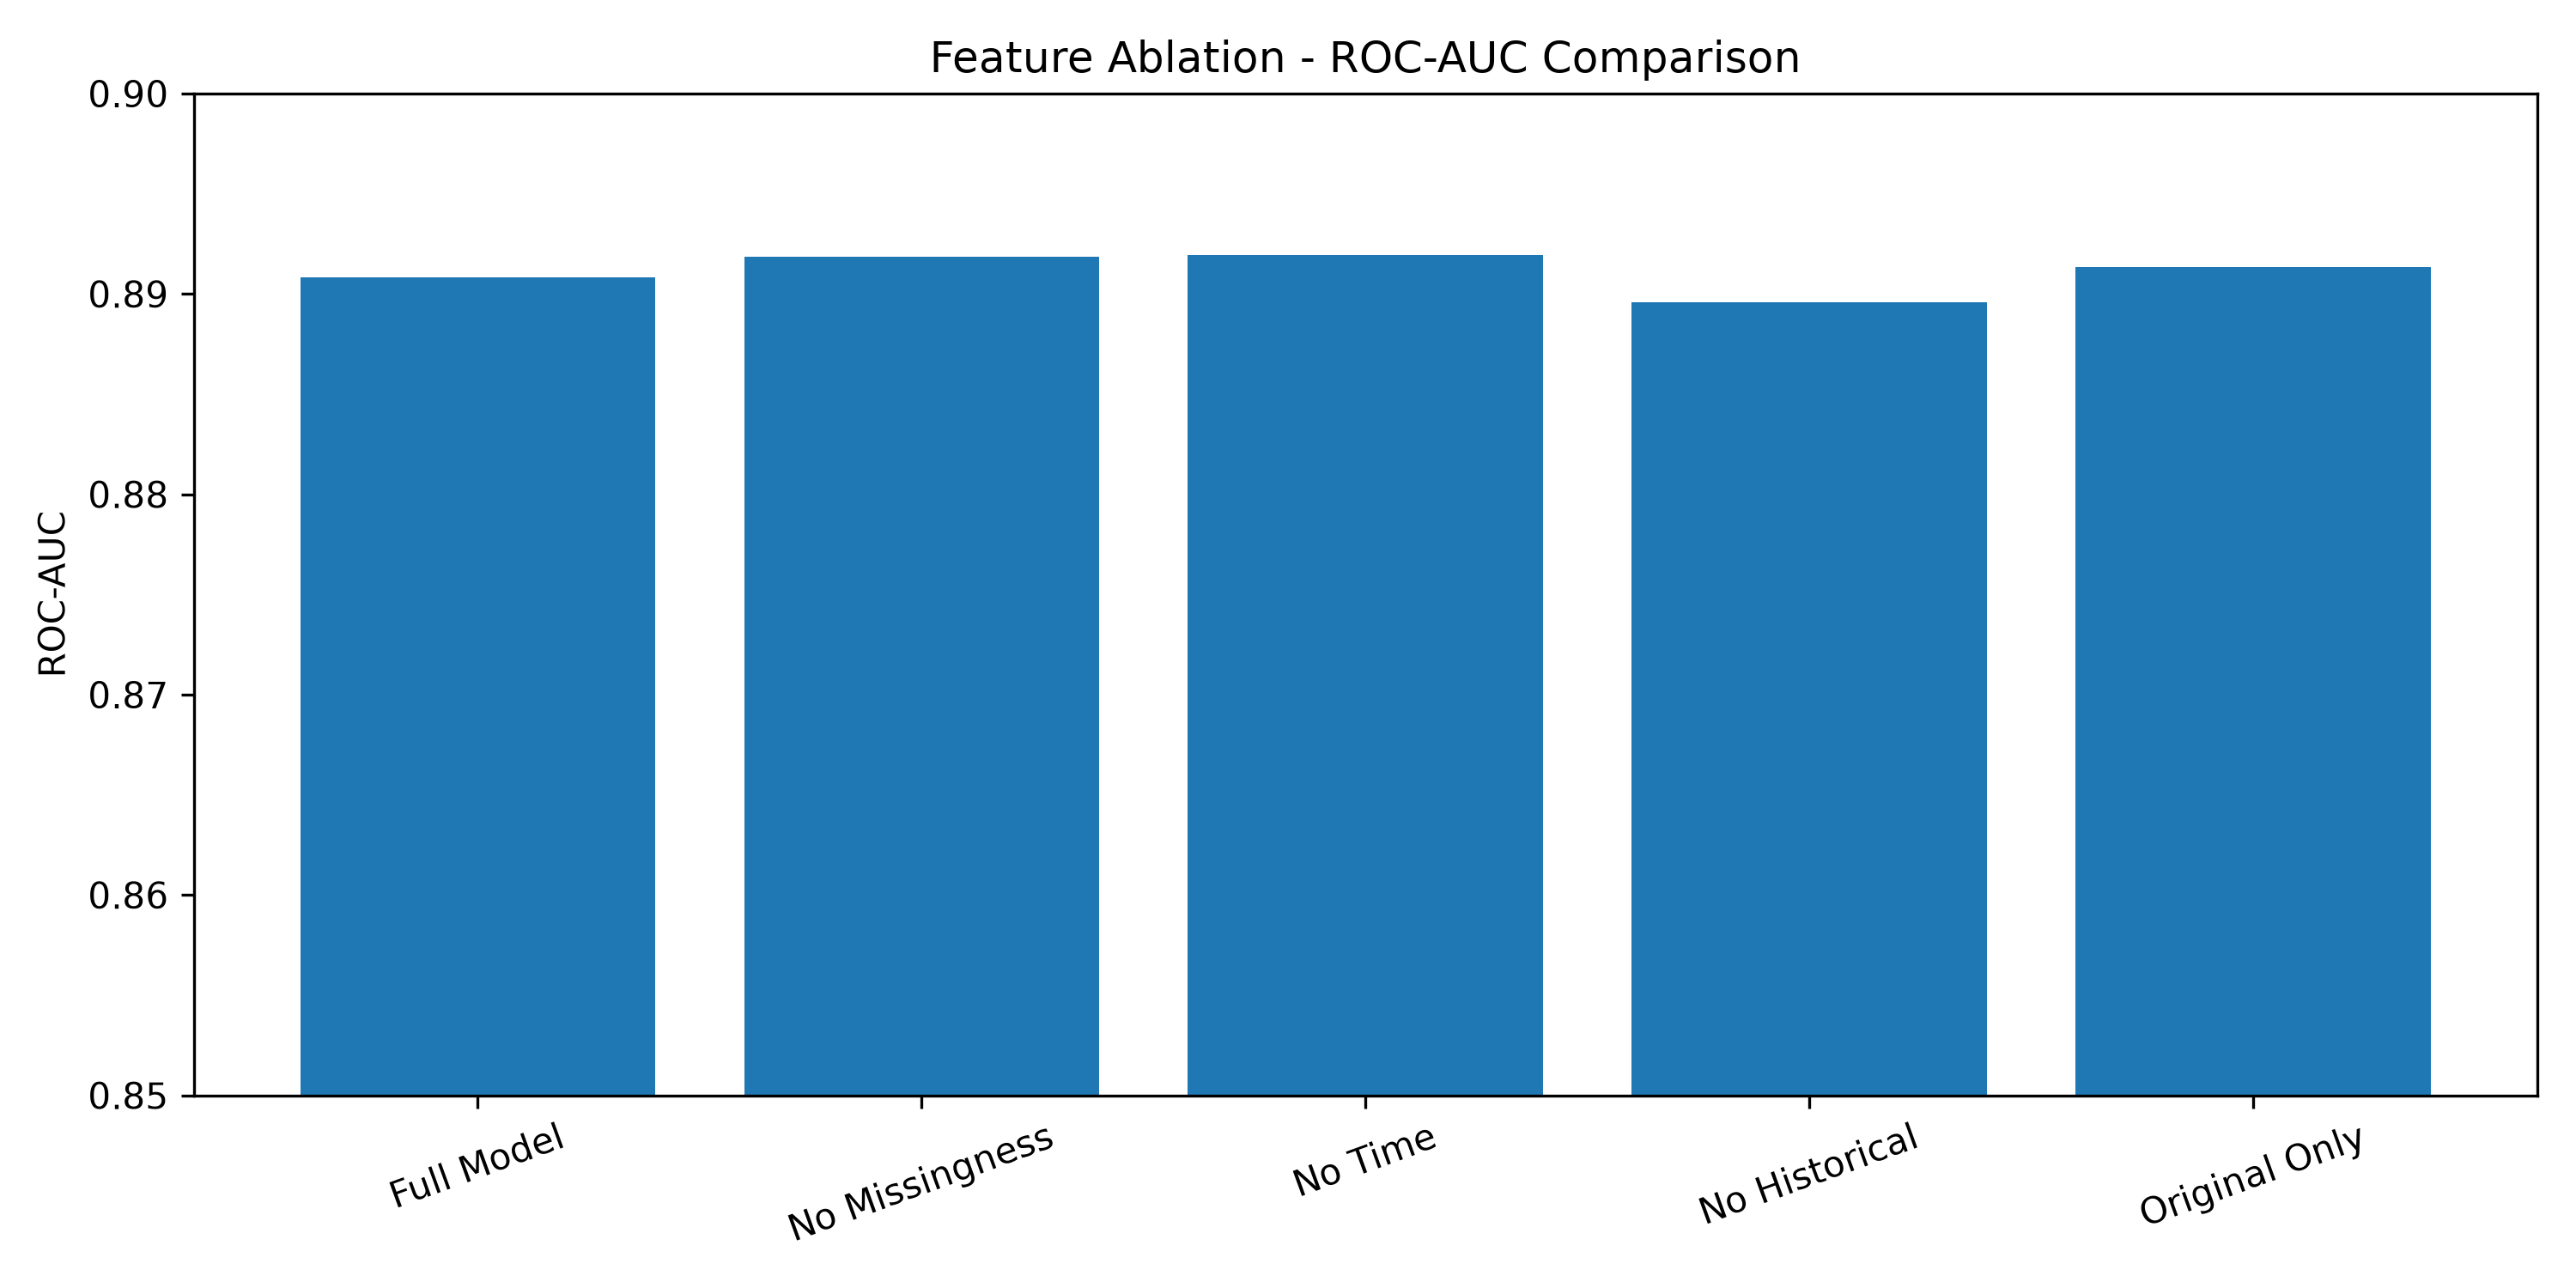 Feature Ablation - ROC-AUC Comparison
ROC-AUC
0.90
0.89
0.88
0.87
0.86
0.85
Full Model
No Missingness
No Time
No Historical
Original Only